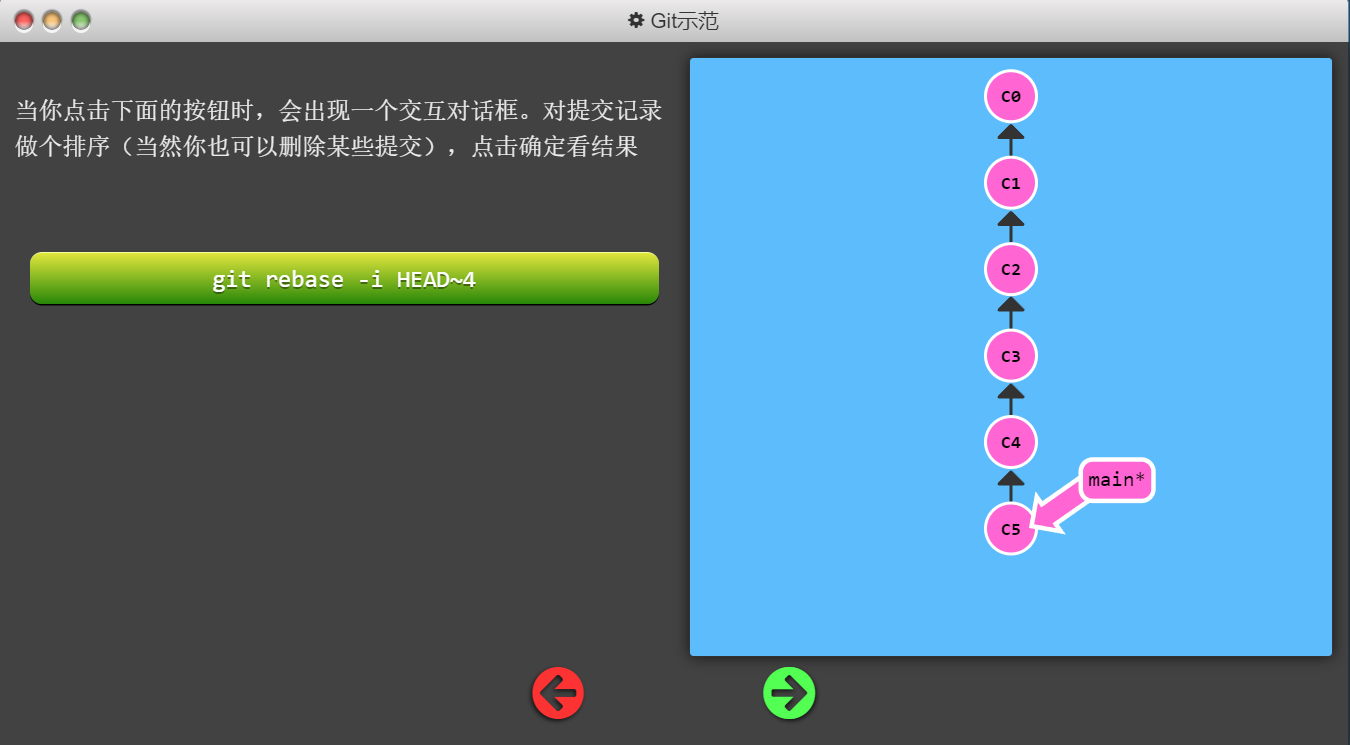 Git示范
当你点击下面的按钮时，会出现一个交互对话框。对提交记录
做个排序（当然你也可以删除某些提交），点击确定看结果
git rebase -i HEAD~4
C0
C1
C2
C3
C4
main*
C5